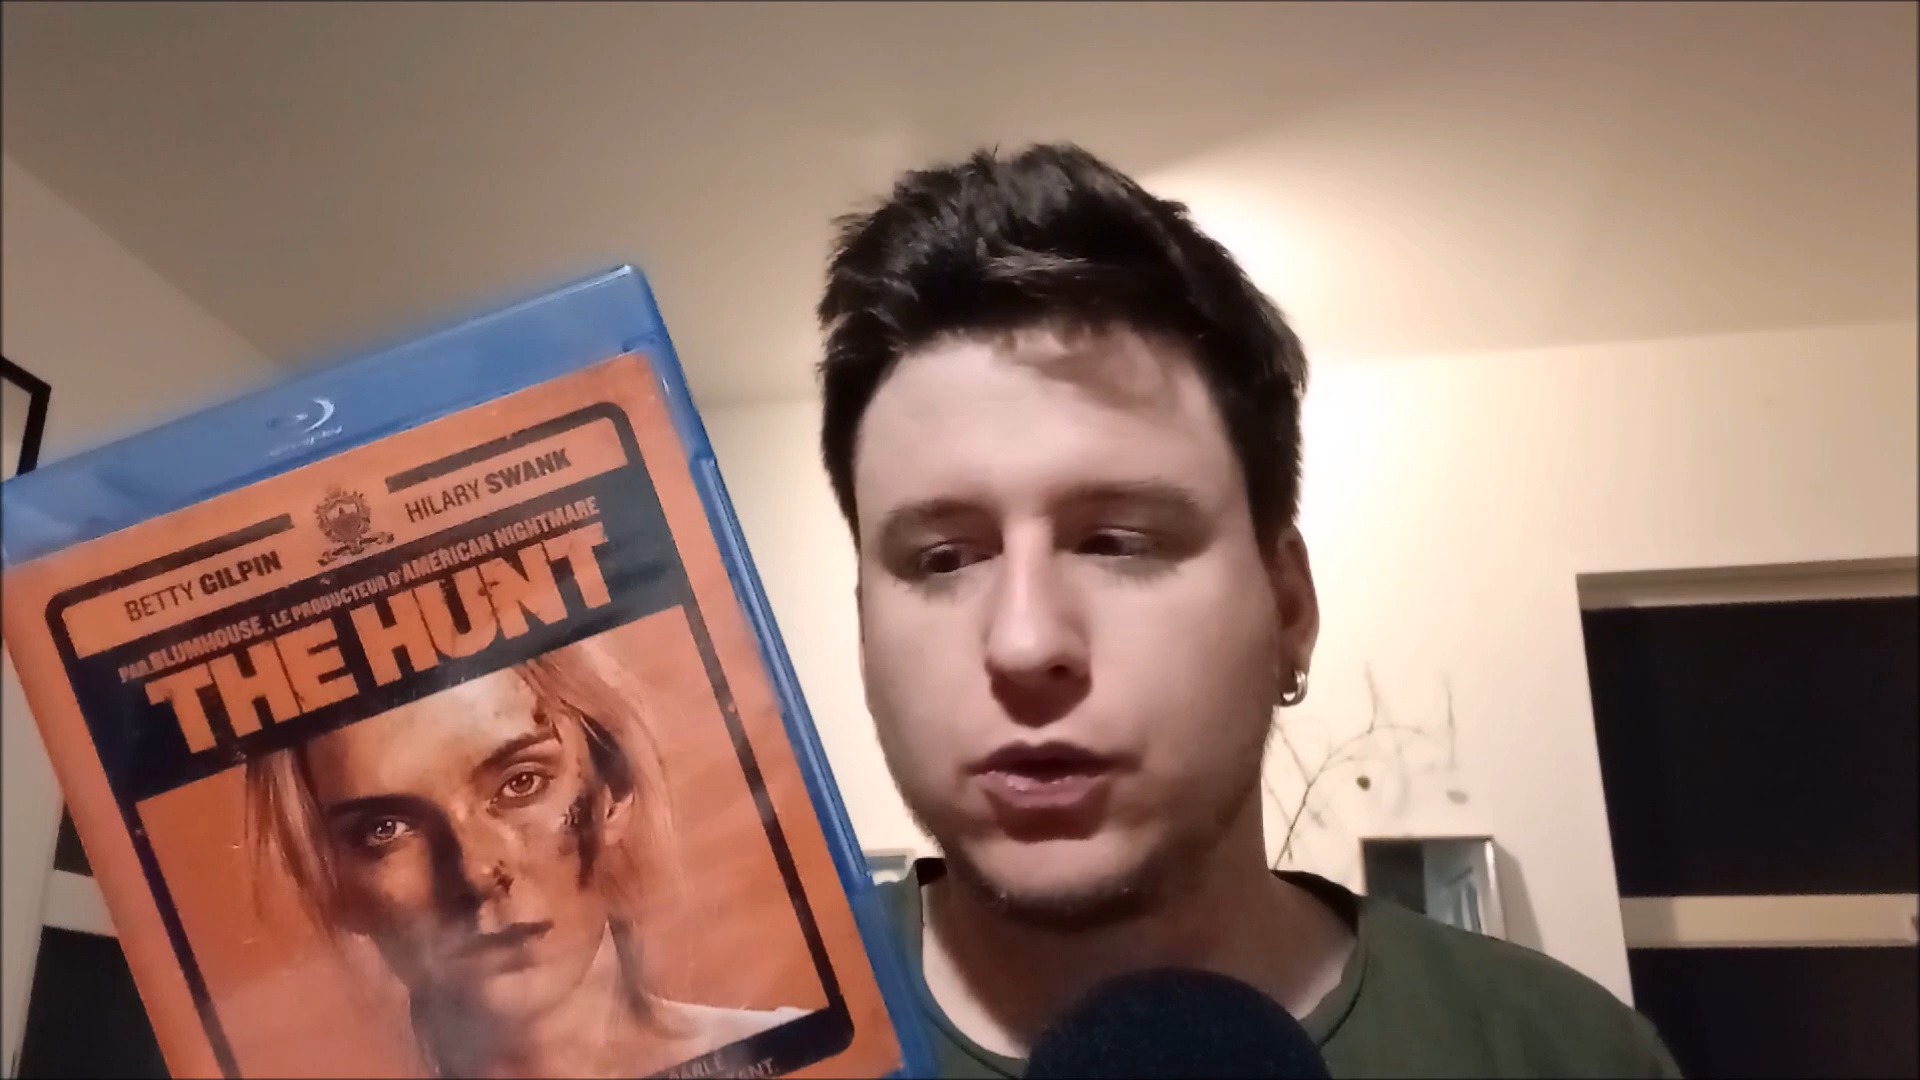 BETTY GILPIN
HILARY SWANK
PAR BLUMHOUSE, LE PRODUCTEUR D'AMERICAN NIGHTMARE
THE HUNT